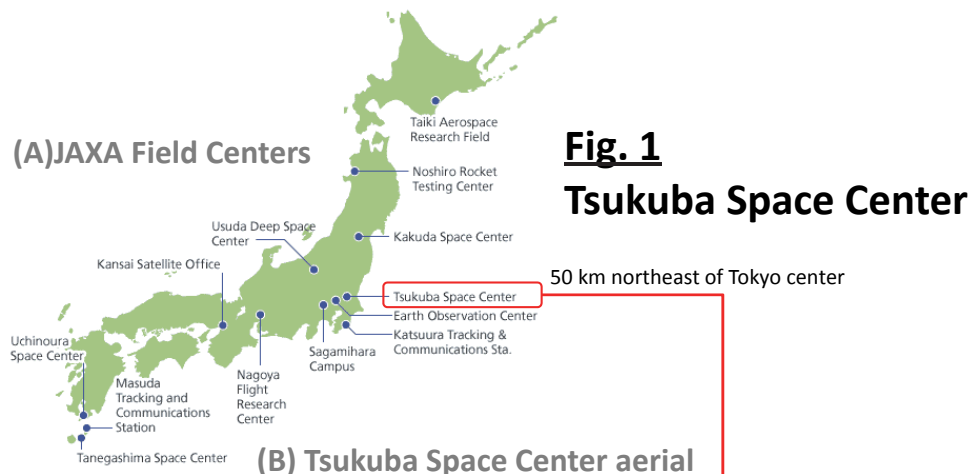 Taiki Aerospace
Research Field
(A)JAXA Field Centers
Fig. 1
Tsukuba Space Center
Noshiro Rocket
Testing Center
Usuda Deep Space
Center
Kakuda Space Center
Kansai Satellite Office
50 km northeast of Tokyo center
Tsukuba Space Center
Earth Observation Center
Katsuura Tracking &
Communications Sta.
Uchinoura
Space Center
Sagamihara
Campus
Nagoya
Flight
Research
Center
Masuda
Tracking and
Communications
Station
Tanegashima Space Center
(B) Tsukuba Space Center aerial